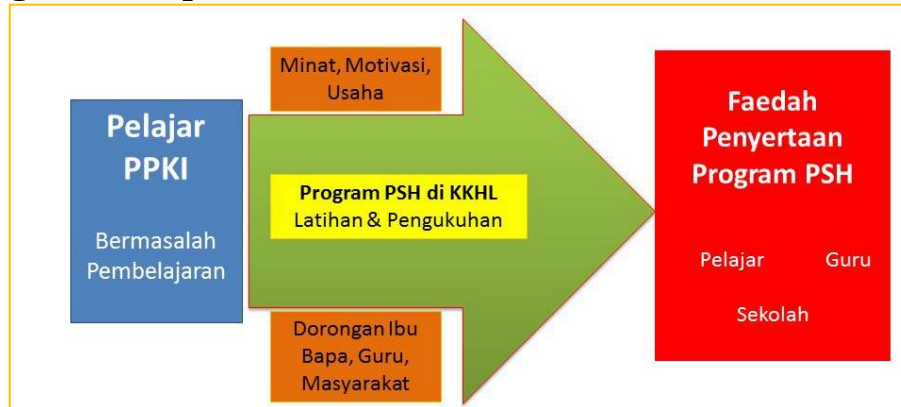 Pelajar
PPKI
Bermasalah
Pembelajaran
Minat, Motivasi,
Usaha
Program PSH di KKHL
Latihan & Pengukuhan
Dorongan Ibu
Bapa, Guru,
Masyarakat
Faedah
Penyertaan
Program PSH
Pelajar Guru
Sekolah